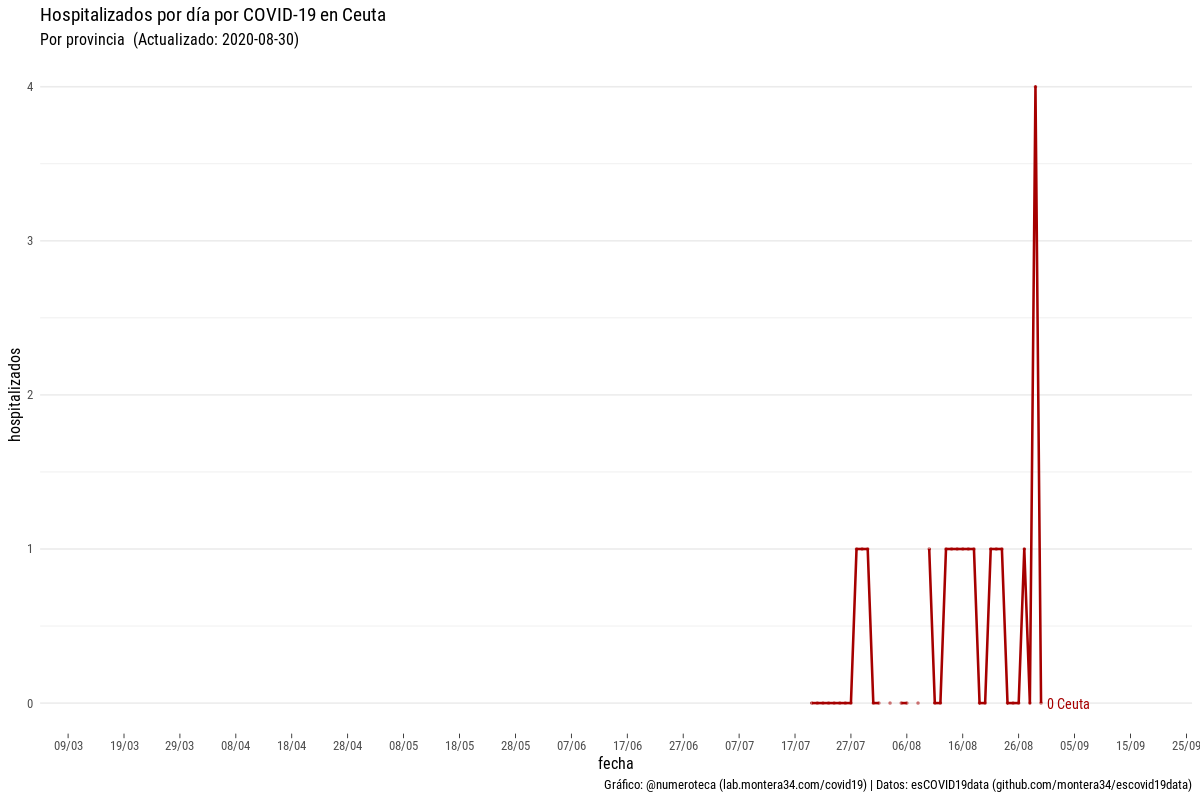 Hospitalizados por día por COVID-19 en Ceuta
Por provincia  (Actualizado: 2020-08-30)
4
3
2
1
0
hospitalizados
0 Ceuta
09/03 19/03 29/03 08/04 18/04 28/04 08/05 18/05 28/05 07/06 17/06 27/06 07/07 17/07 27/07 06/08 16/08 26/08 05/09 15/09 25/09
fecha
Gráfico: @numeroteca (lab.montera34.com/covid19) | Datos: esCOVID19data (github.com/montera34/escovid19data)